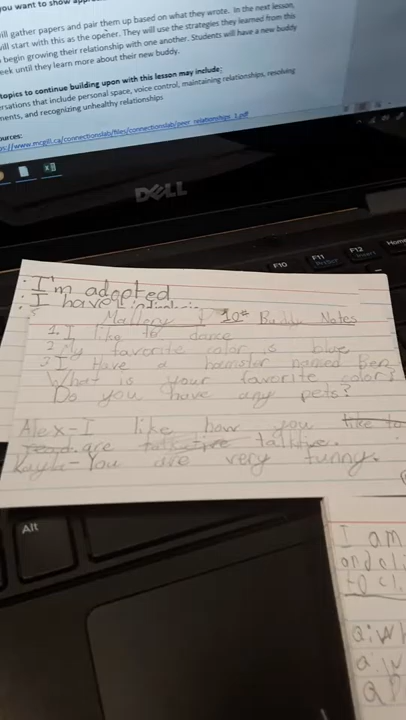 you want to show
will gather papers and pair them up based on what they wrote. In the next lesson,
will start with this as the opener. They will use the strategies they learned from this
begin growing their relationship with one another. Students will have a new buddy
week until they learn more about their new buddy.
topics to continue building upon with this lesson may include:
ersations that include personal space, voice control, maintaining relationships, resolving
ments, and recognizing unhealthy relationships
ources:
DELL
F10
F11
F12
Insert
Home
: I'm adopted
: I have
Mallory P 10th Buddy Notes
1. I like to dance
2 My favorite color is blue
3 I Have a hamster named Ben
What is your favorite color?
Do you have any pets?
Alex-I like how you like to
read are talkative talktive.
Kayla-You are very funny.
Alt
I am
and
a:w
a: